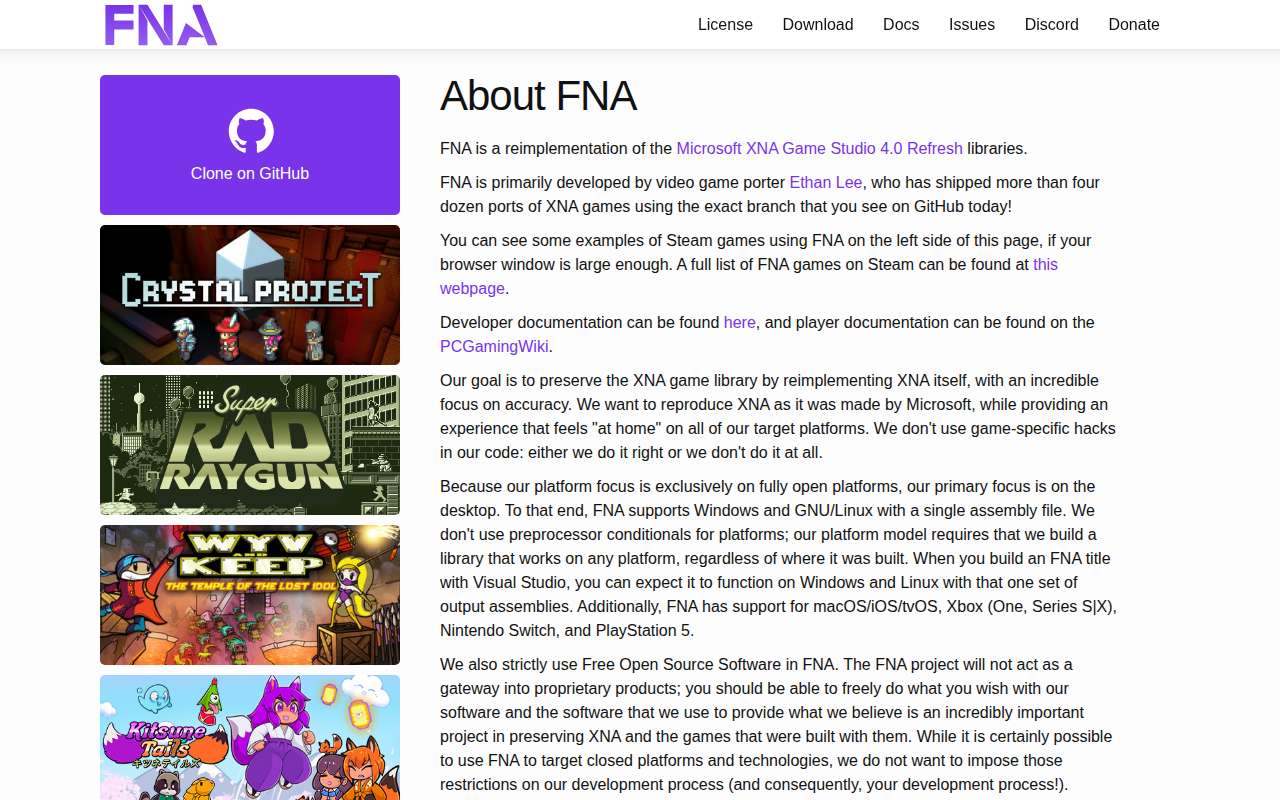 FNA
License
Download
Docs
Issues
Discord
Donate
Clone on GitHub
CRYSTAL PROJECT
Super
RAD
RAYGUN
WYV
AND
KEEP
THE TEMPLE OF THE LOST IDOL
Kitsune
Tails
キツネテイルズ
About FNA
FNA is a reimplementation of the Microsoft XNA Game Studio 4.0 Refresh libraries.
FNA is primarily developed by video game porter Ethan Lee, who has shipped more than four
dozen ports of XNA games using the exact branch that you see on GitHub today!
You can see some examples of Steam games using FNA on the left side of this page, if your
browser window is large enough. A full list of FNA games on Steam can be found at this
webpage.
Developer documentation can be found here, and player documentation can be found on the
PCGamingWiki.
Our goal is to preserve the XNA game library by reimplementing XNA itself, with an incredible
focus on accuracy. We want to reproduce XNA as it was made by Microsoft, while providing an
experience that feels "at home" on all of our target platforms. We don't use game-specific hacks
in our code: either we do it right or we don't do it at all.
Because our platform focus is exclusively on fully open platforms, our primary focus is on the
desktop. To that end, FNA supports Windows and GNU/Linux with a single assembly file. We
don't use preprocessor conditionals for platforms; our platform model requires that we build a
library that works on any platform, regardless of where it was built. When you build an FNA title
with Visual Studio, you can expect it to function on Windows and Linux with that one set of
output assemblies. Additionally, FNA has support for macOS/iOS/tvOS, Xbox (One, Series S|X),
Nintendo Switch, and PlayStation 5.
We also strictly use Free Open Source Software in FNA. The FNA project will not act as a
gateway into proprietary products; you should be able to freely do what you wish with our
software and the software that we use to provide what we believe is an incredibly important
project in preserving XNA and the games that were built with them. While it is certainly possible
to use FNA to target closed platforms and technologies, we do not want to impose those
restrictions on our development process (and consequently, your development process!).